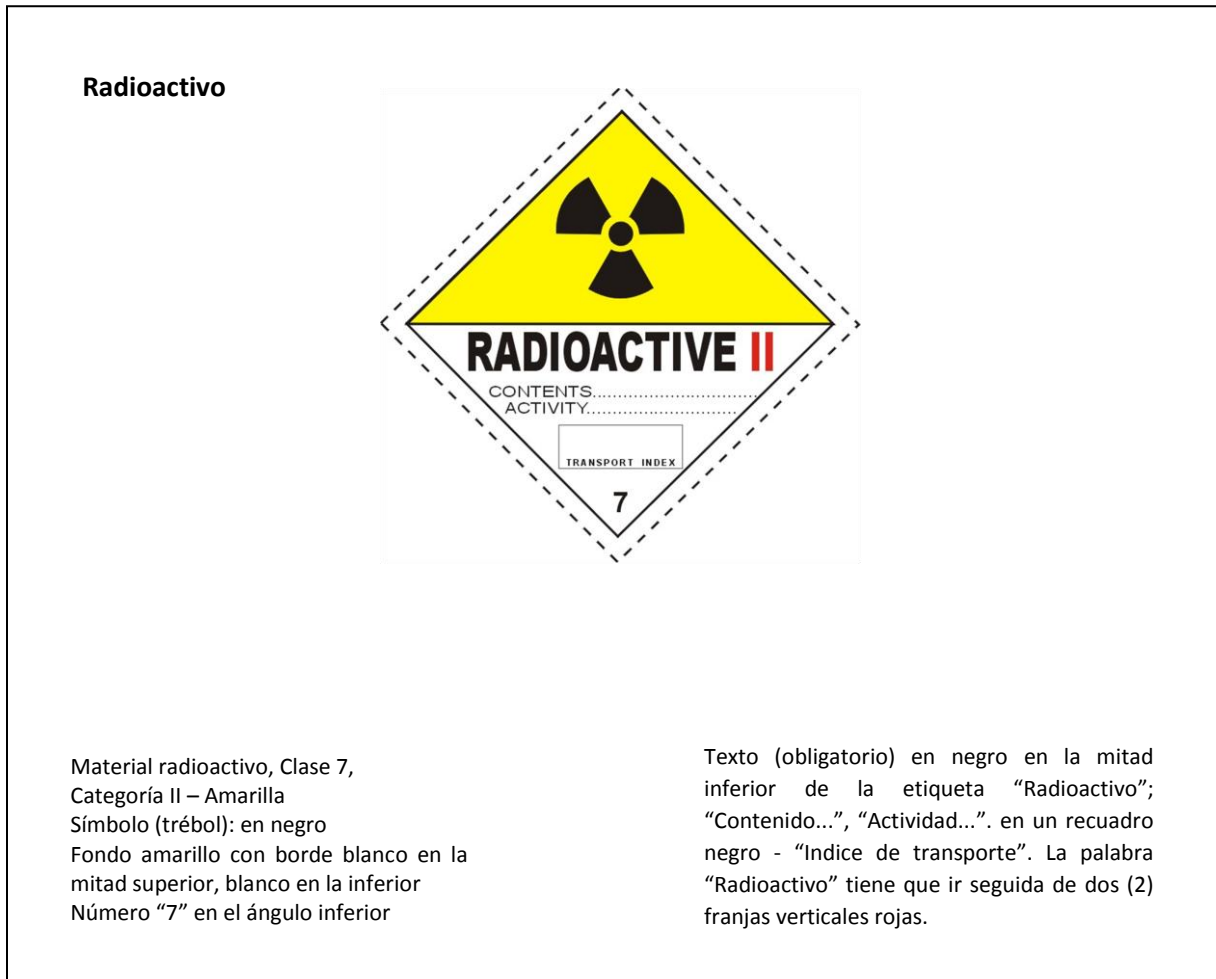 Radioactivo
RADIOACTIVE II
CONTENTS..........................
ACTIVITY........................
TRANSPORT INDEX
7
Material radioactivo, Clase 7,
Categoría II – Amarilla
Símbolo (trébol): en negro
Fondo amarillo con borde blanco en la
mitad superior, blanco en la inferior
Número “7” en el ángulo inferior
Texto (obligatorio) en negro en la mitad
inferior de la etiqueta “Radioactivo”;
“Contenido...”, “Actividad...”. en un recuadro
negro - “Indice de transporte”. La palabra
“Radioactivo” tiene que ir seguida de dos (2)
franjas verticales rojas.